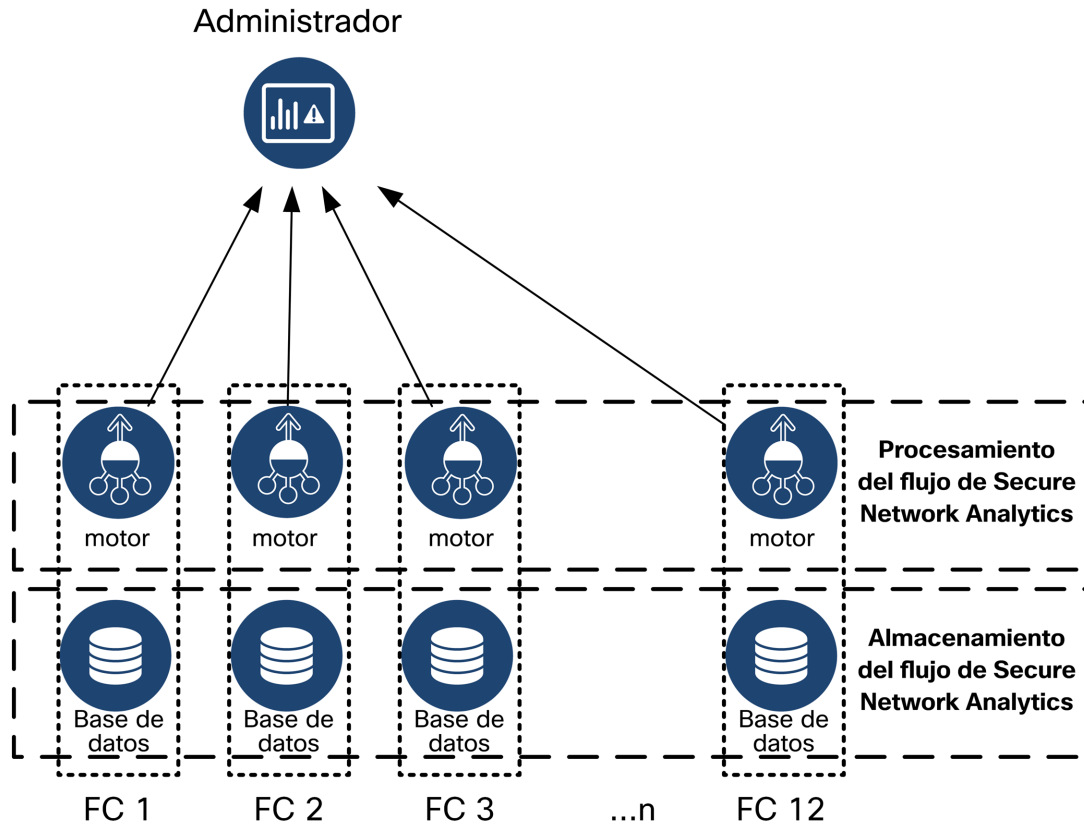 Administrador
motor
motor
motor
motor
Procesamiento
del flujo de Secure
Network Analytics
Base de
datos
Base de
datos
Base de
datos
Base de
datos
Almacenamiento
del flujo de Secure
Network Analytics
FC 1
FC 2
FC 3
...n
FC 12